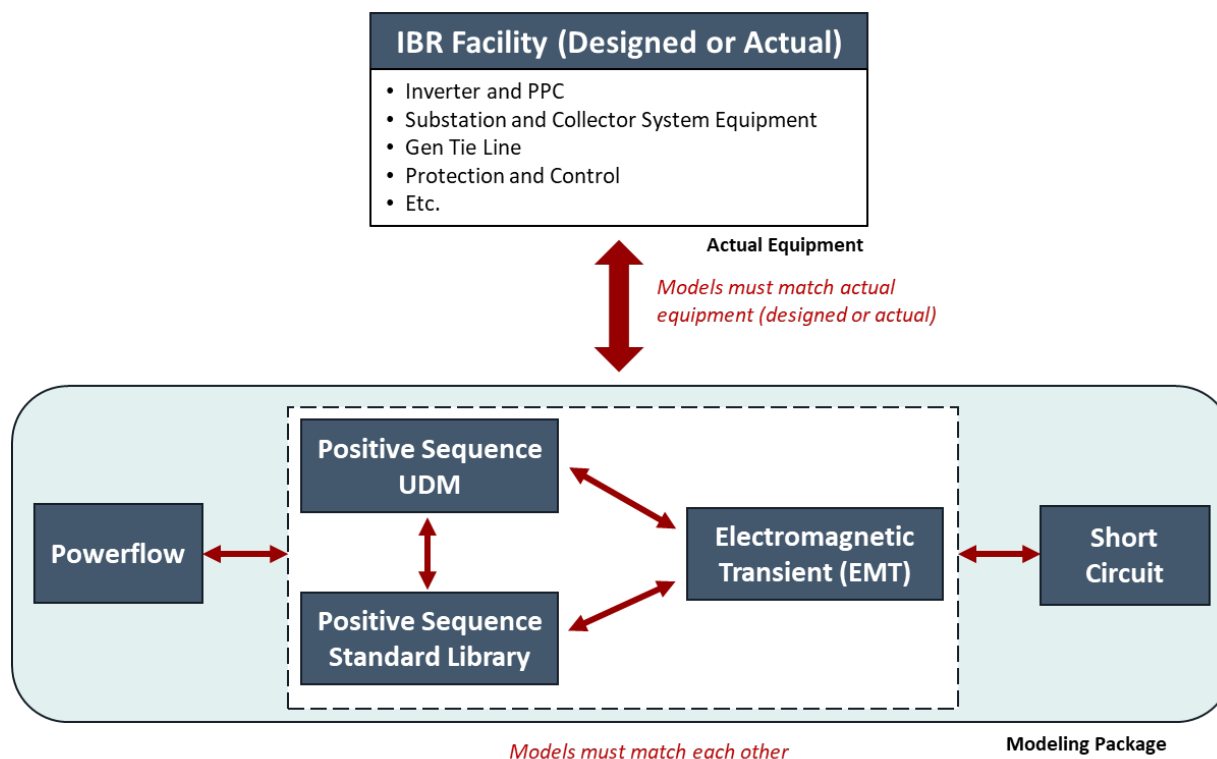 IBR Facility (Designed or Actual)
• Inverter and PPC
• Substation and Collector System Equipment
• Gen Tie Line
• Protection and Control
• Etc.
Actual Equipment
Models must match actual
equipment (designed or actual)
Positive Sequence
UDM
Powerflow
Electromagnetic
Transient (EMT)
Short
Circuit
Positive Sequence
Standard Library
Modeling Package
Models must match each other